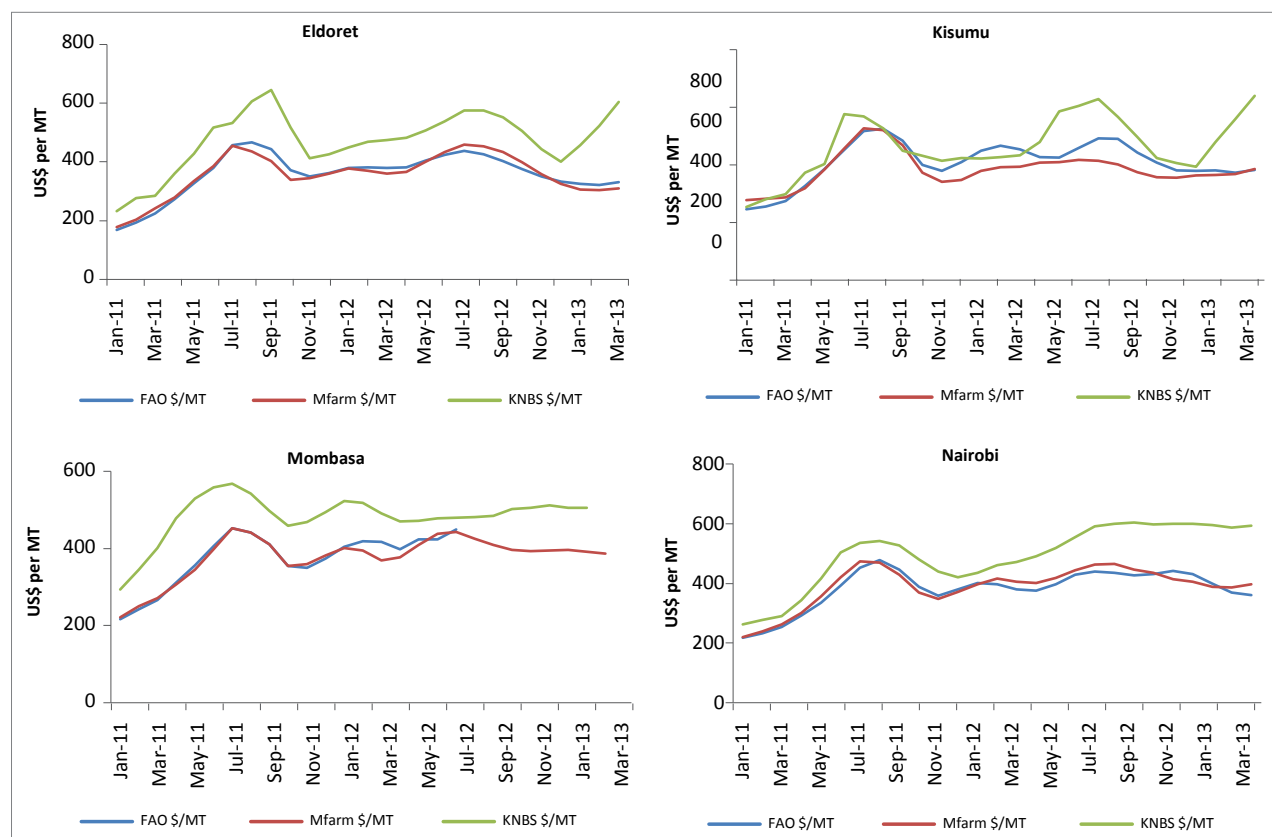 Eldoret
US$ per MT
800
600
400
200
0
Jan-11
Mar-11
May-11
Jul-11
Sep-11
Nov-11
Jan-12
Mar-12
May-12
Jul-12
Sep-12
Nov-12
Jan-13
Mar-13
FAO $/MT Mfarm $/MT KNBS $/MT
Kisumu
US$ per MT
800
600
400
200
0
Jan-11
Mar-11
May-11
Jul-11
Sep-11
Nov-11
Jan-12
Mar-12
May-12
Jul-12
Sep-12
Nov-12
Jan-13
Mar-13
FAO $/MT Mfarm $/MT KNBS $/MT
Mombasa
US$ per MT
600
400
200
0
Jan-11
Mar-11
May-11
Jul-11
Sep-11
Nov-11
Jan-12
Mar-12
May-12
Jul-12
Sep-12
Nov-12
Jan-13
Mar-13
FAO $/MT Mfarm $/MT KNBS $/MT
Nairobi
US$ per MT
800
600
400
200
0
Jan-11
Mar-11
May-11
Jul-11
Sep-11
Nov-11
Jan-12
Mar-12
May-12
Jul-12
Sep-12
Nov-12
Jan-13
Mar-13
FAO $/MT Mfarm $/MT KNBS $/MT